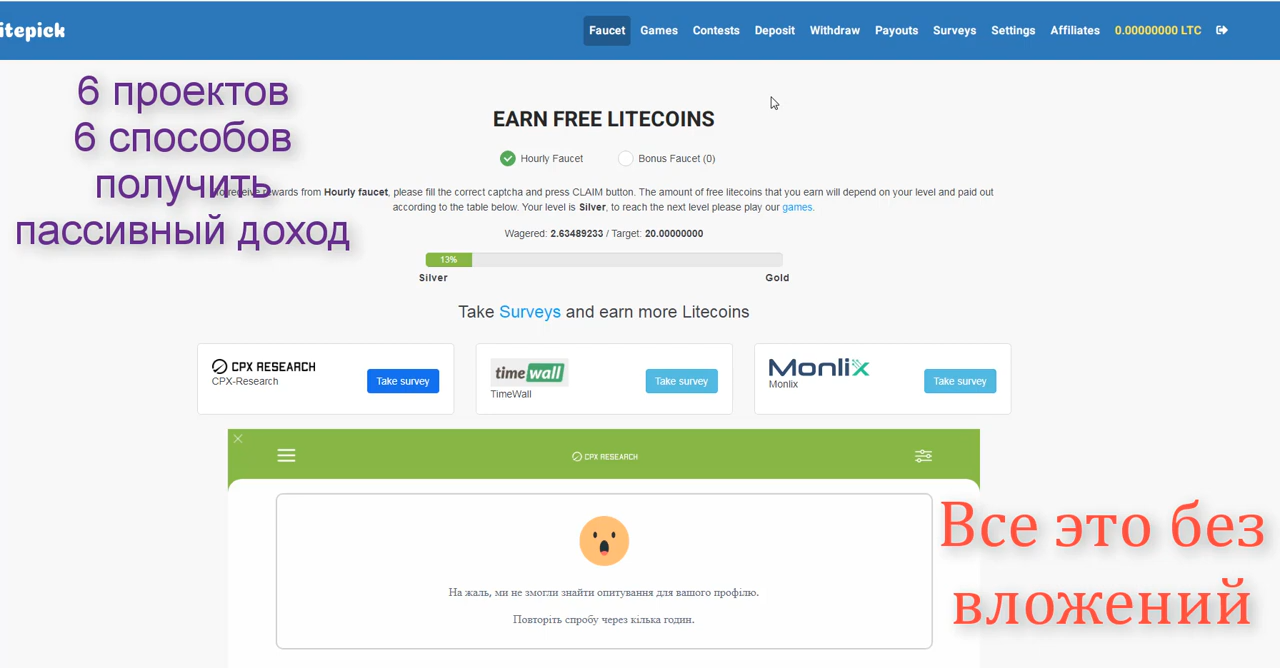 itepick
Faucet Games Contests Deposit Withdraw Payouts Surveys Settings Affiliates 0.00000000 LTC
6 проектов
6 способов
получить
пассивный доход
EARN FREE LITECOINS
Hourly Faucet Bonus Faucet (0)
receive rewards from Hourly faucet, please fill the correct captcha and press CLAIM button. The amount of free litecoins that you earn will depend on your level and paid out
according to the table below. Your level is Silver, to reach the next level please play our games.
Wagered: 2.63489233 / Target: 20.00000000
13%
Silver Gold
Take Surveys and earn more Litecoins
CPX RESEARCH
CPX-Research
Take survey
timewall
TimeWall
Take survey
Monlix
Monlix
Take survey
CPX RESEARCH
На жаль, ми не змогли знайти опитування для вашого профілю.
Повторіть спробу через кілька годин.
Все это без
вложений